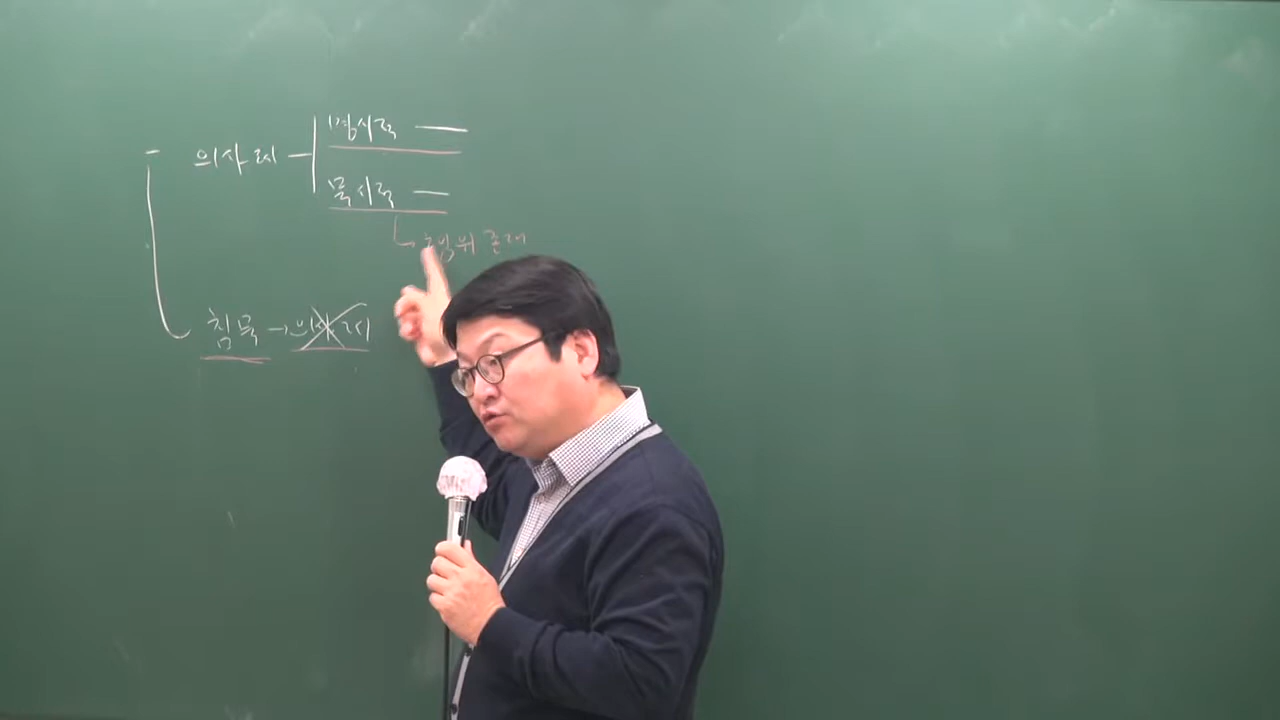 명시적
의사표시
묵시적
행위 존재
침묵 → 의사표시